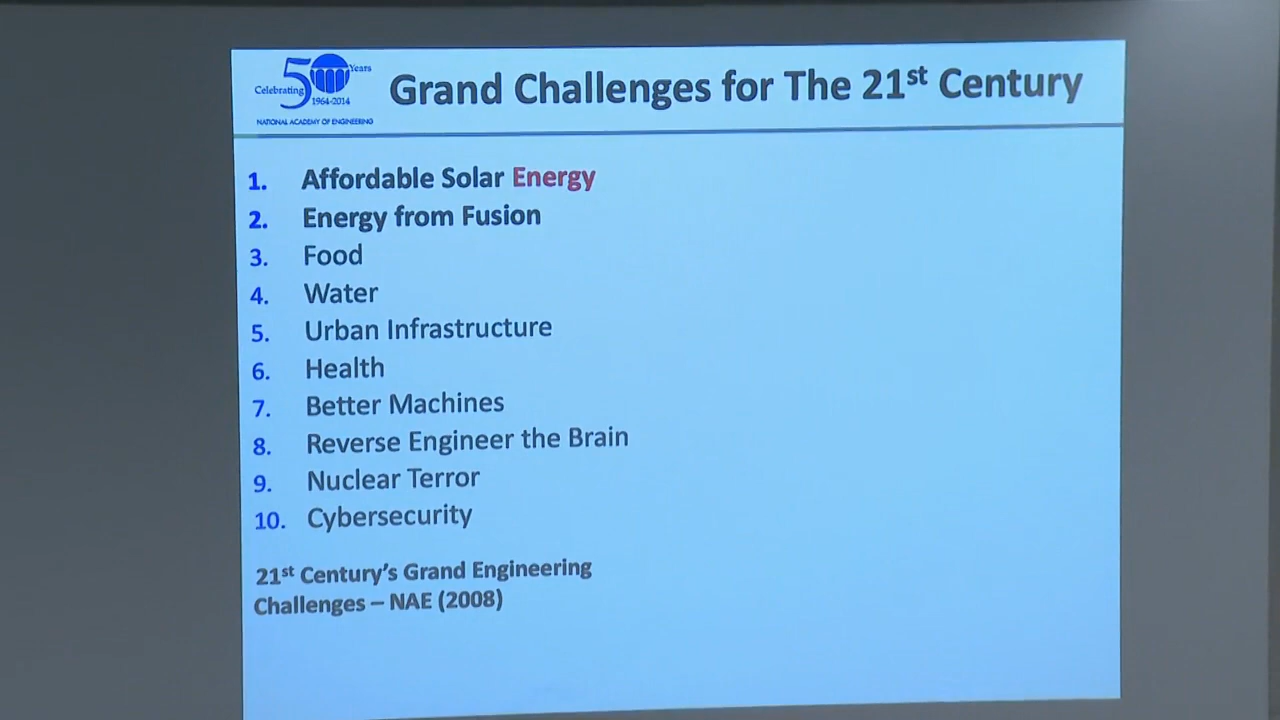 Celebrating 50 Years
1964-2014
NATIONAL ACADEMY OF ENGINEERING
Grand Challenges for The 21st Century
1. Affordable Solar Energy
2. Energy from Fusion
3. Food
4. Water
5. Urban Infrastructure
6. Health
7. Better Machines
8. Reverse Engineer the Brain
9. Nuclear Terror
10. Cybersecurity
21st Century’s Grand Engineering
Challenges – NAE (2008)